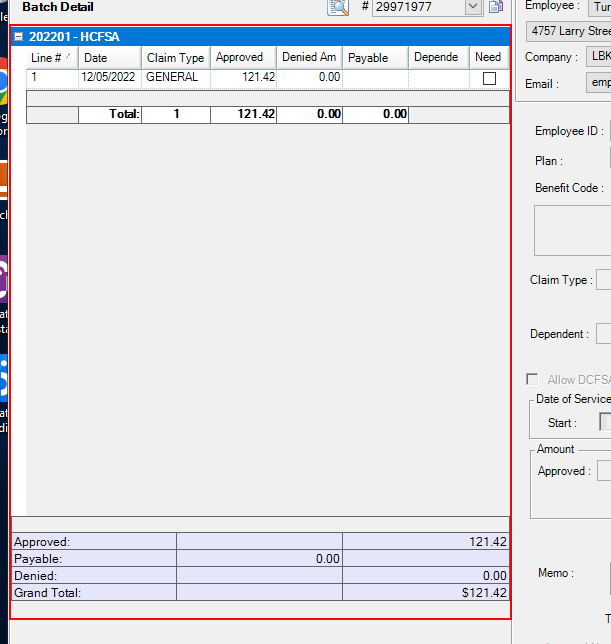 Batch Detail # 29971977
202201 - HCFSA
Line # Date Claim Type Approved Denied Am Payable Depende Need
1 12/05/2022 GENERAL 121.42 0.00
Total: 1 121.42 0.00 0.00
Approved: 121.42
Payable: 0.00
Denied: 0.00
Grand Total: $121.42
Employee : Tur
4757 Larry Stree
Company : LBK
Email : emp
Employee ID :
Plan :
Benefit Code :
Claim Type :
Dependent :
Allow DCFSA
Date of Service
Start :
Amount
Approved :
Memo :